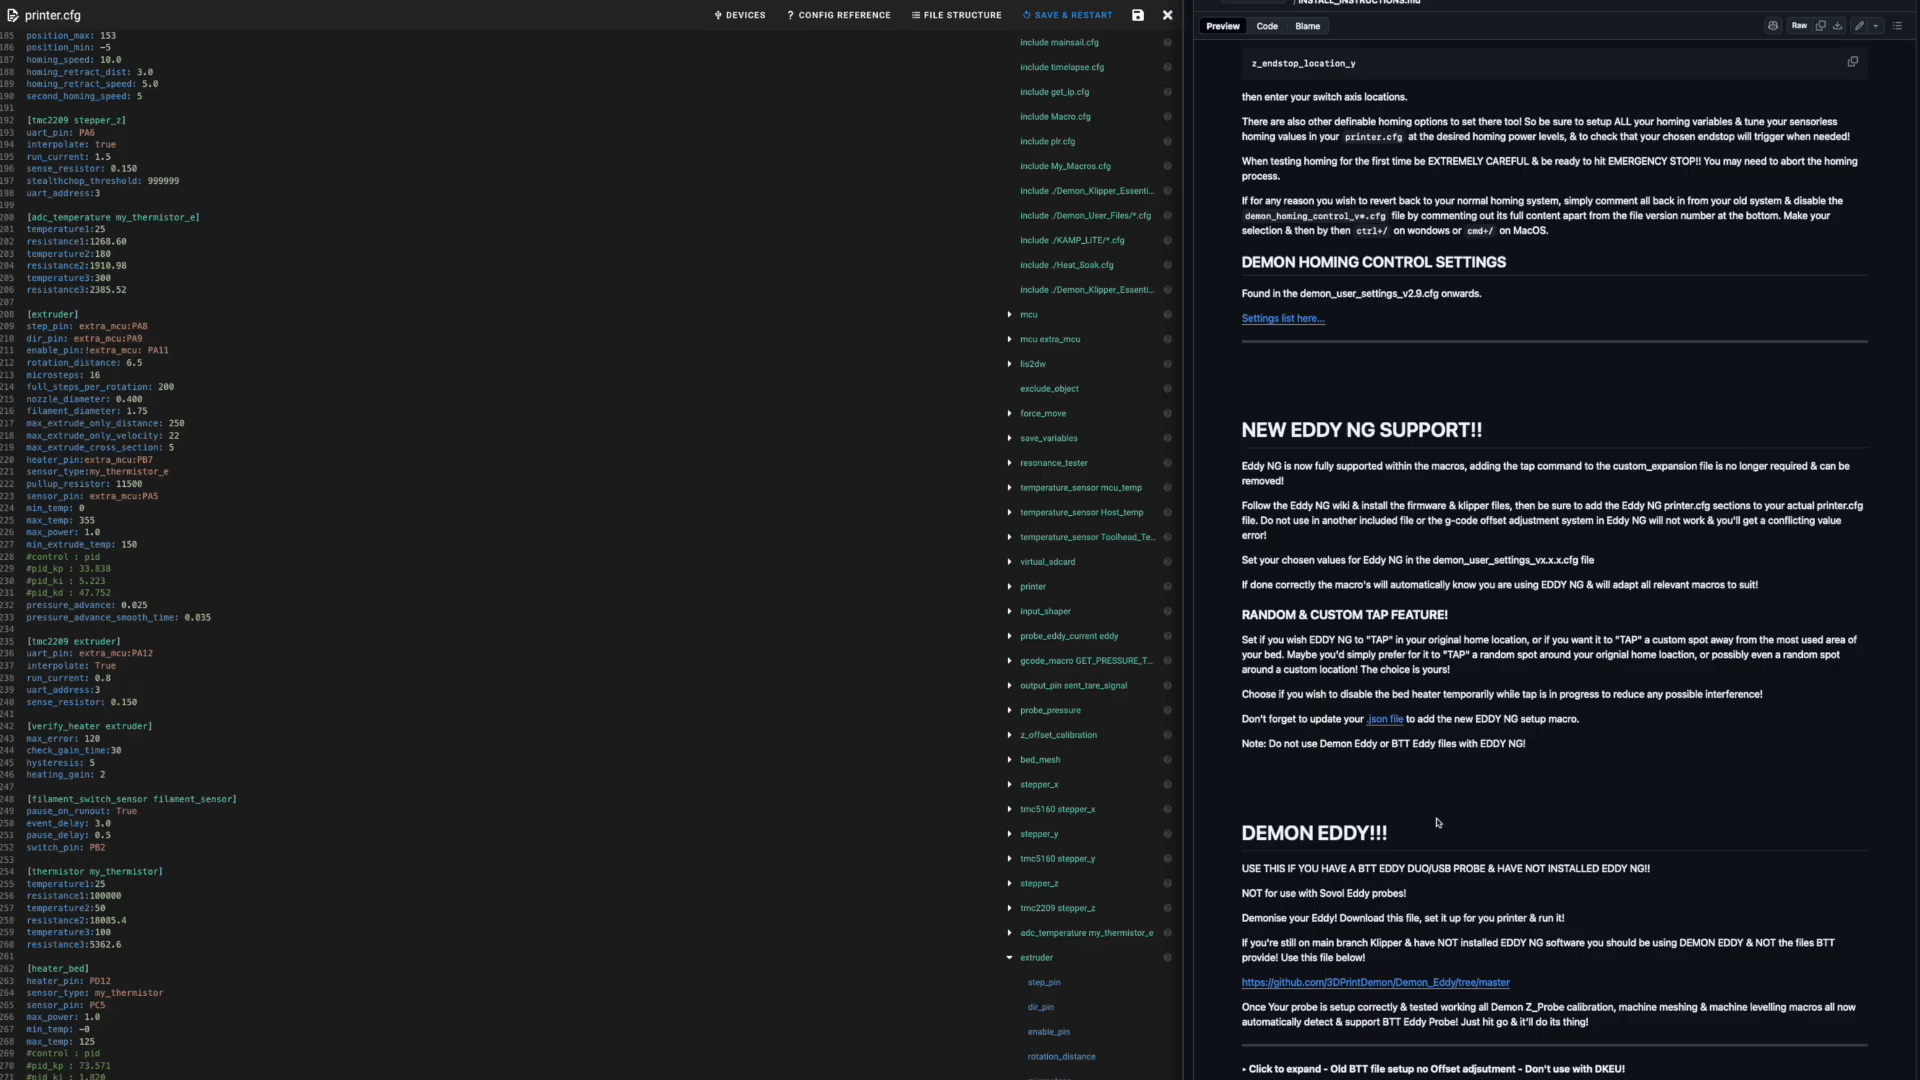 printer.cfg
DEVICES
? CONFIG REFERENCE
FILE STRUCTURE
SAVE & RESTART
185 position_max: 153
186 position_min: -5
187 homing_speed: 10.0
188 homing_retract_dist: 3.0
189 homing_retract_speed: 5.0
190 second_homing_speed: 5
191
192 [tmc2209 stepper_z]
193 uart_pin: PA6
194 interpolate: true
195 run_current: 1.5
196 sense_resistor: 0.150
197 stealthchop_threshold: 999999
198 uart_address:3
199
200 [adc_temperature my_thermistor_e]
201 temperature1:25
202 resistance1:1268.60
203 temperature2:180
204 resistance2:1910.98
205 temperature3:300
206 resistance3:2385.52
207
208 [extruder]
209 step_pin: extra_mcu:PA8
210 dir_pin: extra_mcu:PA9
211 enable_pin:!extra_mcu: PA11
212 rotation_distance: 6.5
213 microsteps: 16
214 full_steps_per_rotation: 200
215 nozzle_diameter: 0.400
216 filament_diameter: 1.75
217 max_extrude_only_distance: 250
218 max_extrude_only_velocity: 22
219 max_extrude_cross_section: 5
220 heater_pin:extra_mcu:PB7
221 sensor_type:my_thermistor_e
222 pullup_resistor: 11500
223 sensor_pin: extra_mcu:PA5
224 min_temp: 0
225 max_temp: 355
226 max_power: 1.0
227 min_extrude_temp: 150
228 #control : pid
229 #pid_kp : 33.838
230 #pid_ki : 5.223
231 #pid_kd : 47.752
232 pressure_advance: 0.025
233 pressure_advance_smooth_time: 0.035
234
235 [tmc2209 extruder]
236 uart_pin: extra_mcu:PA12
237 interpolate: True
238 run_current: 0.8
239 uart_address:3
240 sense_resistor: 0.150
241
242 [verify_heater extruder]
243 max_error: 120
244 check_gain_time:30
245 hysteresis: 5
246 heating_gain: 2
247
248 [filament_switch_sensor filament_sensor]
249 pause_on_runout: True
250 event_delay: 3.0
251 pause_delay: 0.5
252 switch_pin: PB2
253
254 [thermistor my_thermistor]
255 temperature1:25
256 resistance1:100000
257 temperature2:50
258 resistance2:18085.4
259 temperature3:100
260 resistance3:5362.6
261
262 [heater_bed]
263 heater_pin: PD12
264 sensor_type: my_thermistor
265 sensor_pin: PC5
266 max_power: 1.0
267 min_temp: -0
268 max_temp: 125
269 #control : pid
270 #pid_kp : 73.571
271 #pid_ki : 1.820
include mainsail.cfg
include timelapse.cfg
include get_ip.cfg
include Macro.cfg
include plr.cfg
include My_Macros.cfg
include ./Demon_Klipper_Essenti...
include ./Demon_User_Files/*.cfg
include ./KAMP_LiTE/*.cfg
include ./Heat_Soak.cfg
include ./Demon_Klipper_Essenti...
mcu
mcu extra_mcu
lis2dw
exclude_object
force_move
save_variables
resonance_tester
temperature_sensor mcu_temp
temperature_sensor Host_temp
temperature_sensor Toolhead_Te...
virtual_sdcard
printer
input_shaper
probe_eddy_current eddy
gcode_macro GET_PRESSURE_T...
output_pin sent_tare_signal
probe_pressure
z_offset_calibration
bed_mesh
stepper_x
tmc5160 stepper_x
stepper_y
tmc5160 stepper_y
stepper_z
tmc2209 stepper_z
adc_temperature my_thermistor_e
extruder
step_pin
dir_pin
enable_pin
rotation_distance
/ INSTALL_INSTRUCTIONS.md
Preview
Code
Blame
Raw
z_endstop_location_y
then enter your switch axis locations.
There are also other definable homing options to set there too! So be sure to setup ALL your homing variables & tune your sensorless
homing values in your printer.cfg at the desired homing power levels, & to check that your chosen endstop will trigger when needed!
When testing homing for the first time be EXTREMELY CAREFUL & be ready to hit EMERGENCY STOP!! You may need to abort the homing
process.
If for any reason you wish to revert back to your normal homing system, simply comment all back in from your old system & disable the
demon_homing_control_v*.cfg file by commenting out its full content apart from the file version number at the bottom. Make your
selection & then by then ctrl+/ on wondows or cmd+/ on MacOS.
DEMON HOMING CONTROL SETTINGS
Found in the demon_user_settings_v2.9.cfg onwards.
Settings list here...
NEW EDDY NG SUPPORT!!
Eddy NG is now fully supported within the macros, adding the tap command to the custom_expansion file is no longer required & can be
removed!
Follow the Eddy NG wiki & install the firmware & klipper files, then be sure to add the Eddy NG printer.cfg sections to your actual printer.cfg
file. Do not use in another included file or the g-code offset adjustment system in Eddy NG will not work & you'll get a conflicting value
error!
Set your chosen values for Eddy NG in the demon_user_settings_vx.x.x.cfg file
If done correctly the macro's will automatically know you are using EDDY NG & will adapt all relevant macros to suit!
RANDOM & CUSTOM TAP FEATURE!
Set if you wish EDDY NG to "TAP" in your original home location, or if you want it to "TAP" a custom spot away from the most used area of
your bed. Maybe you'd simply prefer for it to "TAP" a random spot around your orignial home loaction, or possibly even a random spot
around a custom location! The choice is yours!
Choose if you wish to disable the bed heater temporarily while tap is in progress to reduce any possible interference!
Don't forget to update your .json file to add the new EDDY NG setup macro.
Note: Do not use Demon Eddy or BTT Eddy files with EDDY NG!
DEMON EDDY!!!
USE THIS IF YOU HAVE A BTT EDDY DUO/USB PROBE & HAVE NOT INSTALLED EDDY NG!!
NOT for use with Sovol Eddy probes!
Demonise your Eddy! Download this file, set it up for you printer & run it!
If you're still on main branch Klipper & have NOT installed EDDY NG software you should be using DEMON EDDY & NOT the files BTT
provide! Use this file below!
https://github.com/3DPrintDemon/Demon_Eddy/tree/master
Once Your probe is setup correctly & tested working all Demon Z_Probe calibration, machine meshing & machine levelling macros all now
automatically detect & support BTT Eddy Probe! Just hit go & it'll do its thing!
Click to expand - Old BTT file setup no Offset adjsutment - Don't use with DKEU!